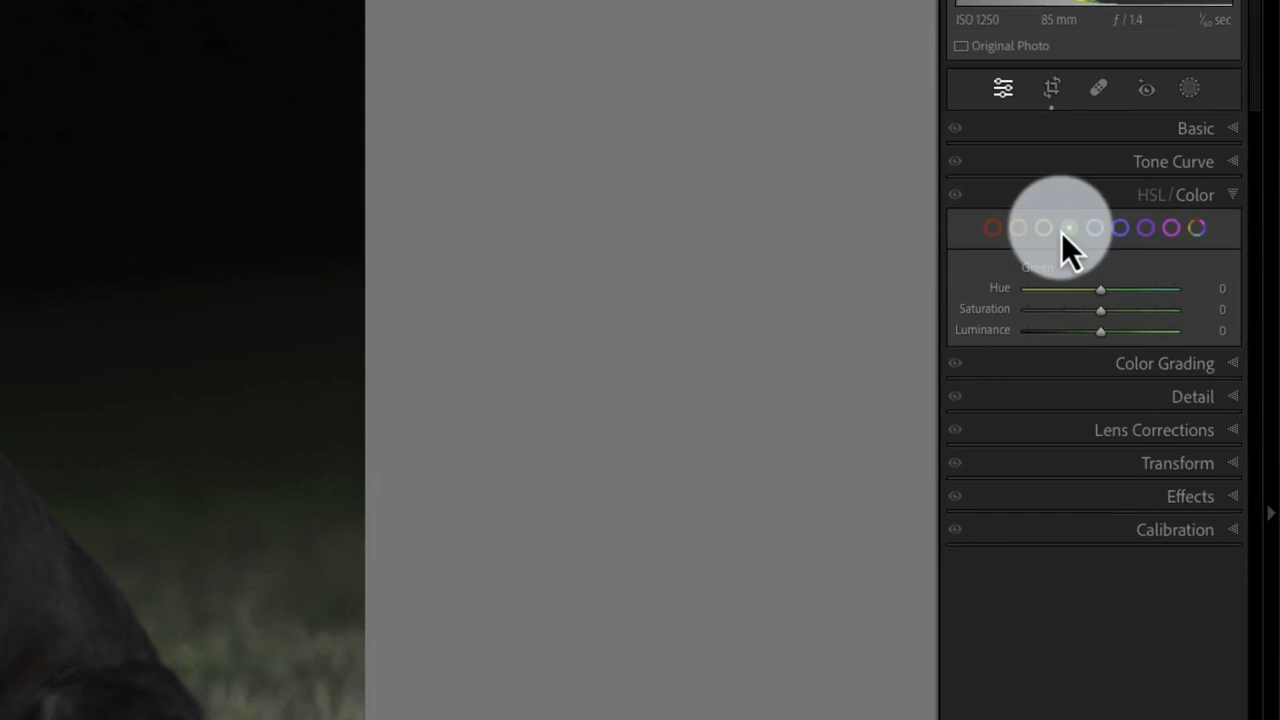 ISO 1250 85 mm ƒ / 1.4 1/60 sec
Original Photo
Basic
Tone Curve
HSL / Color
Green
Hue 0
Saturation 0
Luminance 0
Color Grading
Detail
Lens Corrections
Transform
Effects
Calibration